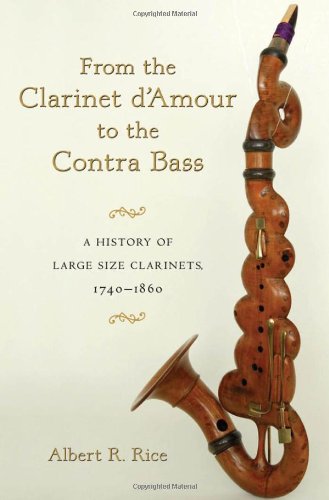 From the
Clarinet d'Amour
to the
Contra Bass
A HISTORY OF
LARGE SIZE CLARINETS,
1740–1860
Albert R. Rice